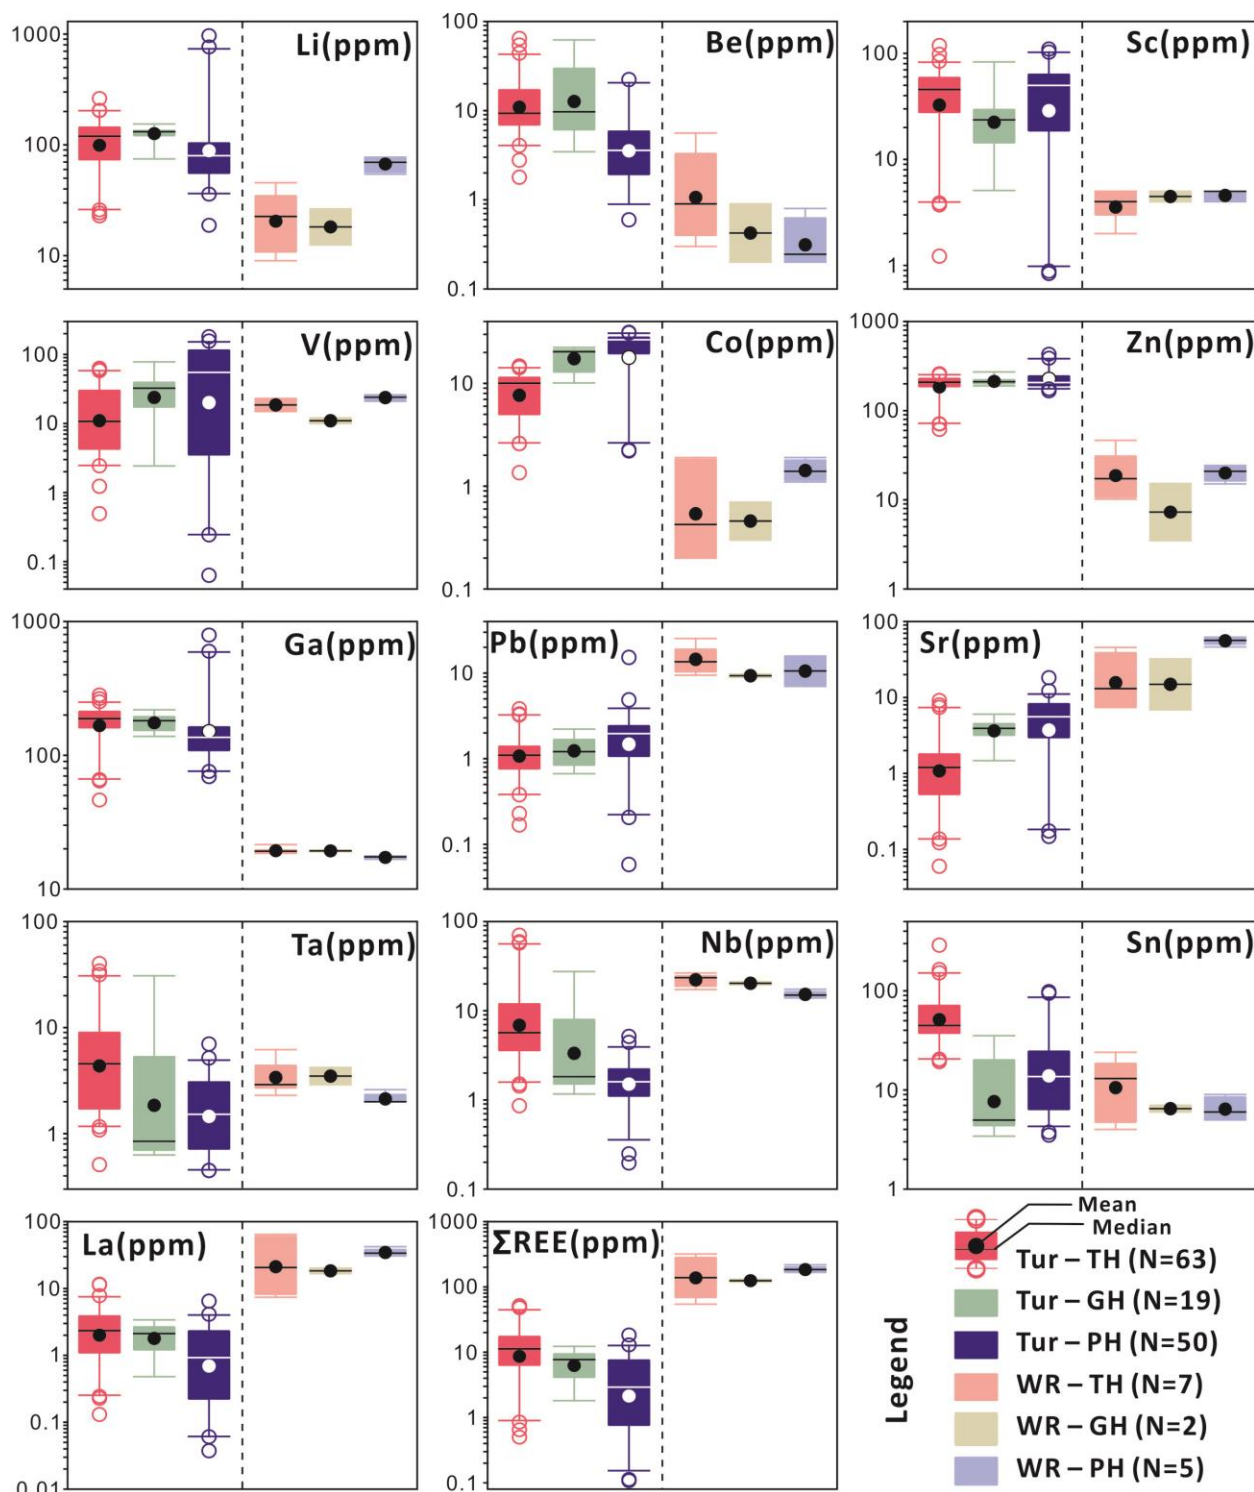 Li(ppm)
1000
100
10
Be(ppm)
100
10
1
0.1
Sc(ppm)
100
10
1
V(ppm)
100
10
1
0.1
Co(ppm)
10
1
0.1
Zn(ppm)
1000
100
10
1
Ga(ppm)
1000
100
10
Pb(ppm)
10
1
0.1
Sr(ppm)
100
10
1
0.1
Ta(ppm)
100
10
1
Nb(ppm)
100
10
1
0.1
Sn(ppm)
100
10
1
La(ppm)
100
10
1
0.1
0.01
ΣREE(ppm)
1000
100
10
1
0.1
Legend
Mean
Median
Tur – TH (N=63)
Tur – GH (N=19)
Tur – PH (N=50)
WR – TH (N=7)
WR – GH (N=2)
WR – PH (N=5)